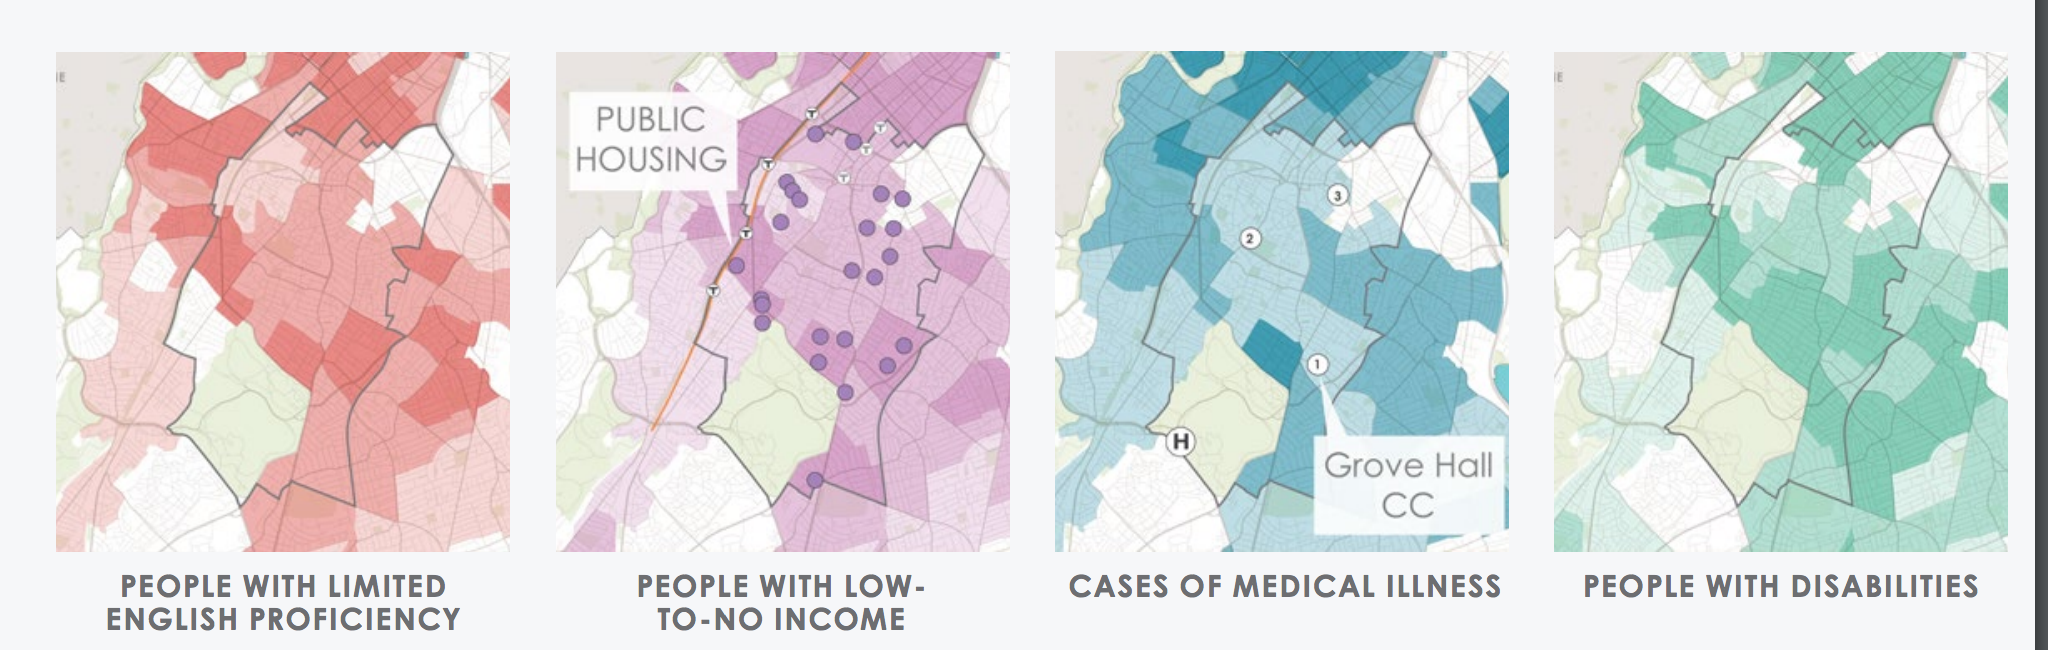 E
PUBLIC
HOUSING
T
T
T
T
T
T
T
T
3
2
1
H
Grove Hall
CC
E
PEOPLE WITH LIMITED
ENGLISH PROFICIENCY
PEOPLE WITH LOW-
TO-NO INCOME
CASES OF MEDICAL ILLNESS
PEOPLE WITH DISABILITIES